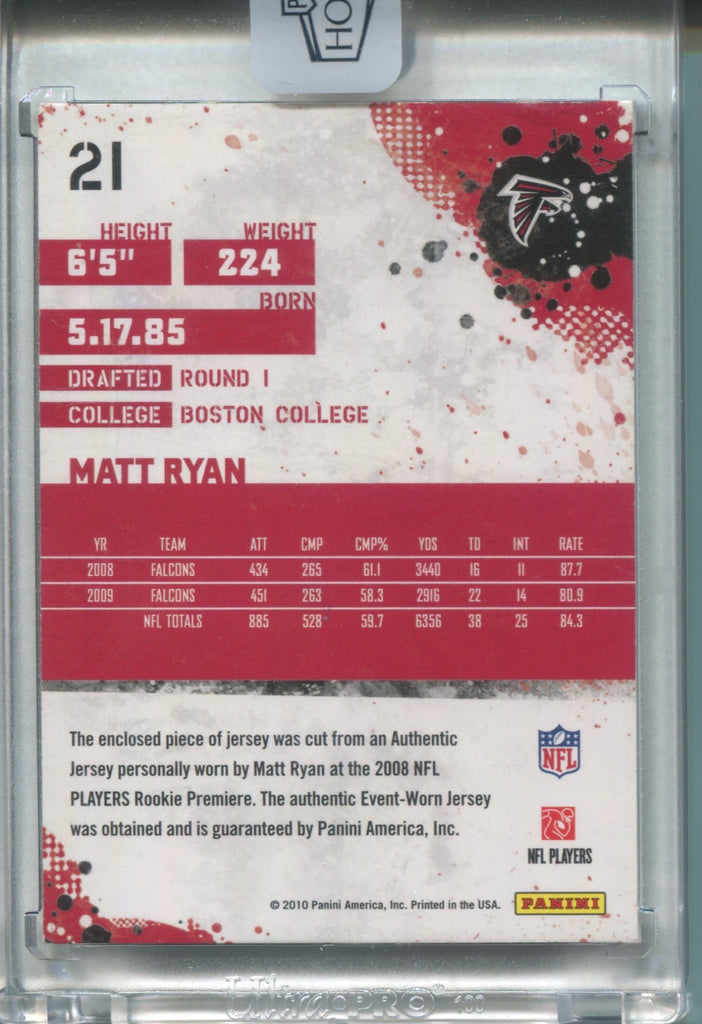 HO
21
HEIGHT WEIGHT
6'5" 224
BORN
5.17.85
DRAFTED ROUND 1
COLLEGE BOSTON COLLEGE
MATT RYAN
YR TEAM ATT CMP CMP% YDS TD INT RATE
2008 FALCONS 434 265 61.1 3440 16 11 87.7
2009 FALCONS 451 263 58.3 2916 22 14 80.9
NFL TOTALS 885 528 59.7 6356 38 25 84.3
The enclosed piece of jersey was cut from an Authentic
Jersey personally worn by Matt Ryan at the 2008 NFL
PLAYERS Rookie Premiere. The authentic Event-Worn Jersey
was obtained and is guaranteed by Panini America, Inc.
NFL
NFL PLAYERS
© 2010 Panini America, Inc. Printed in the USA.
PANINI
Ultra·PRO® 100